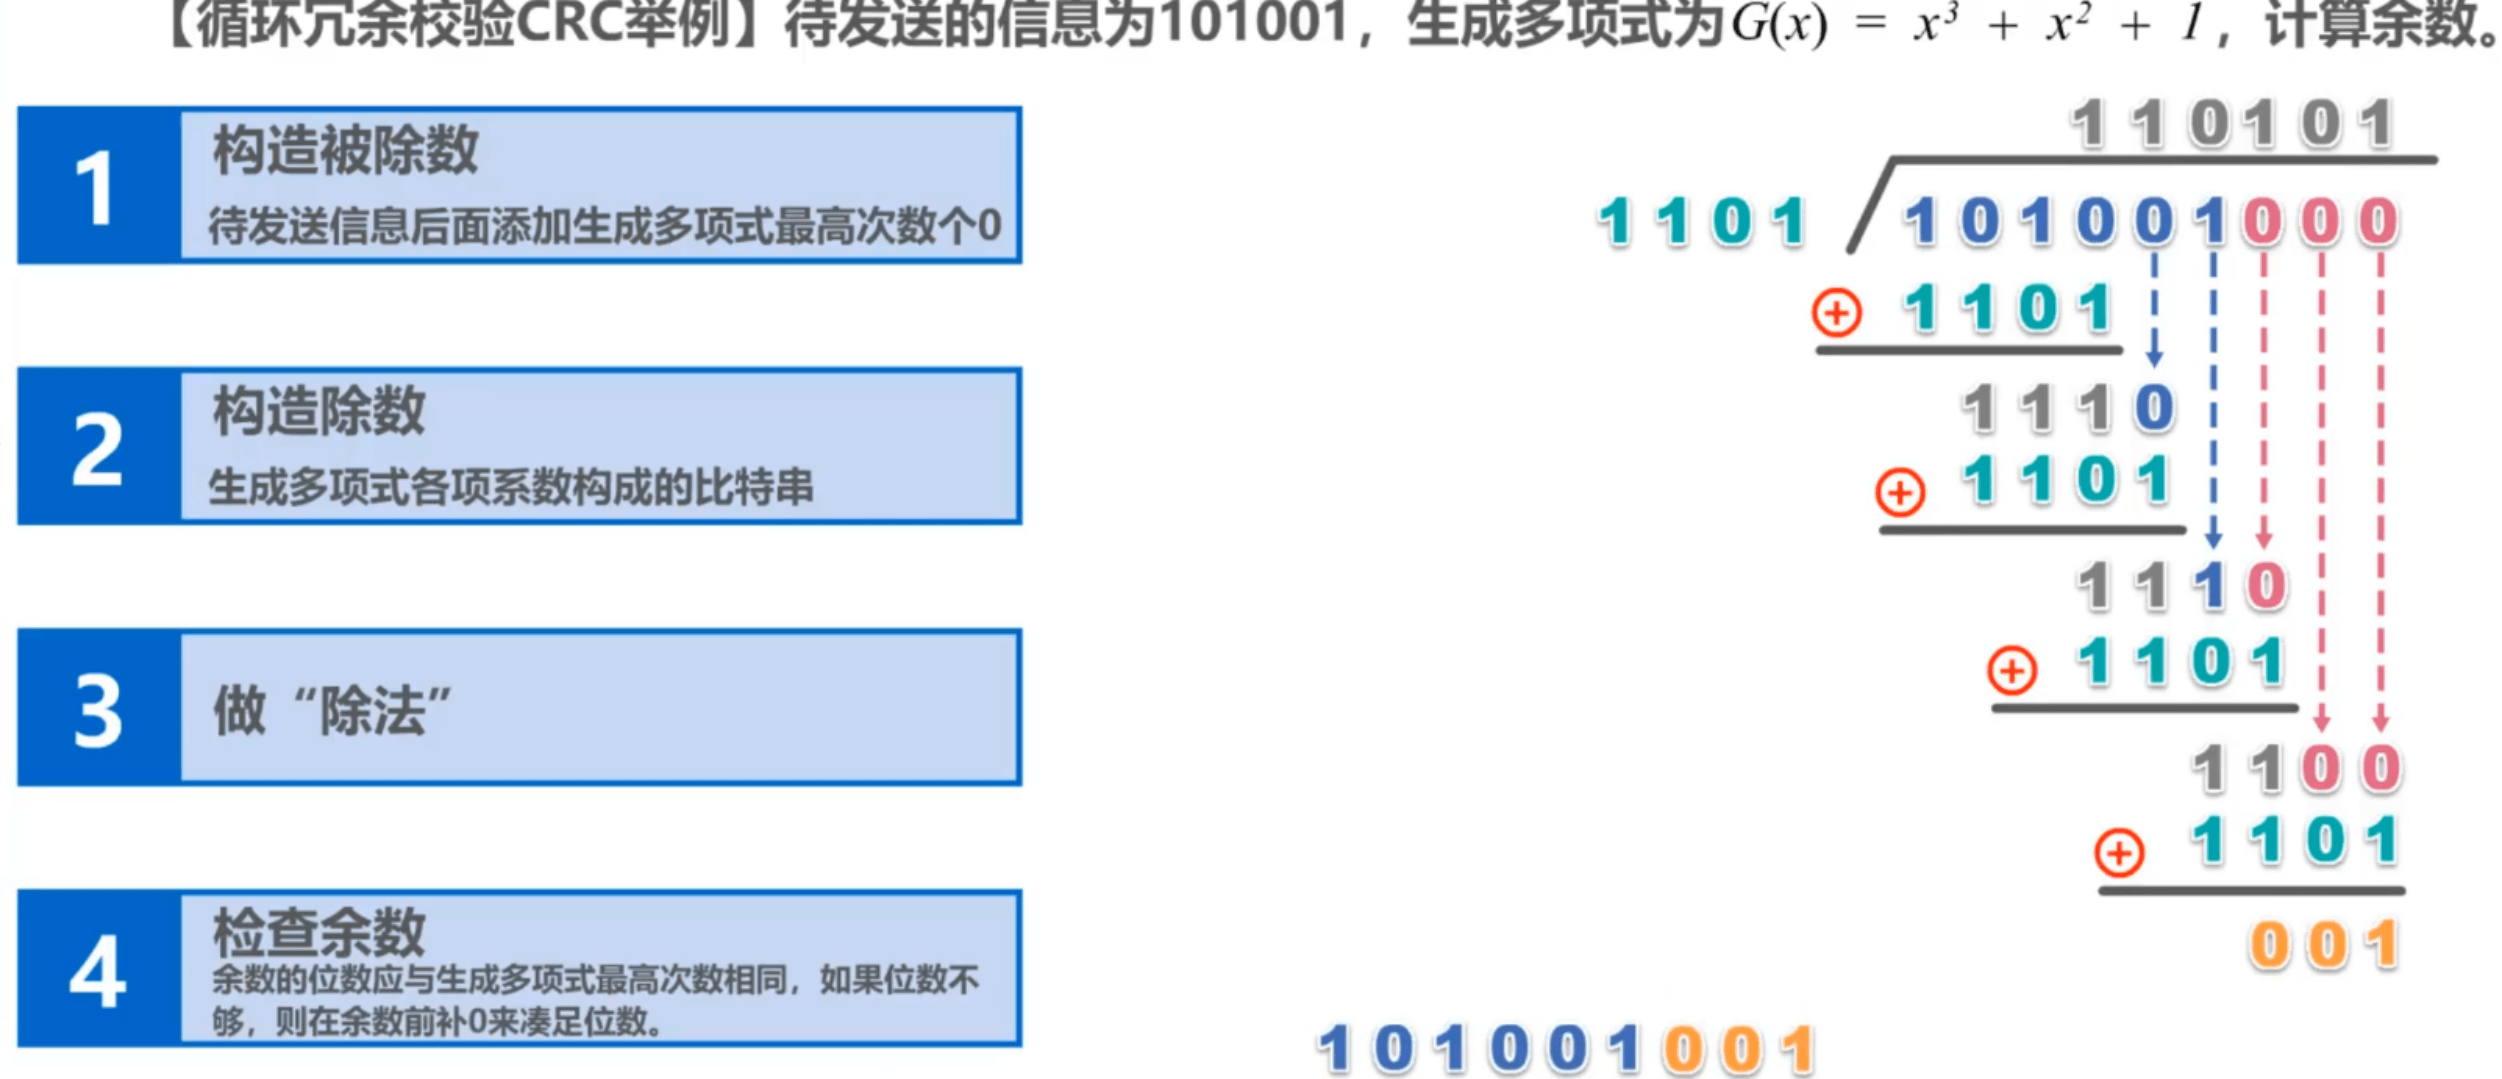 【循环冗余校验CRC举例】待发送的信息为101001，生成多项式为G(x) = x³ + x² + 1，计算余数。
1
构造被除数
待发送信息后面添加生成多项式最高次数个0
2
构造除数
生成多项式各项系数构成的比特串
3
做“除法”
4
检查余数
余数的位数应与生成多项式最高次数相同，如果位数不
够，则在余数前补0来凑足位数。
110101
1101 101001000
⊕ 1101
1110
⊕ 1101
1110
⊕ 1101
1100
⊕ 1101
001
101001001